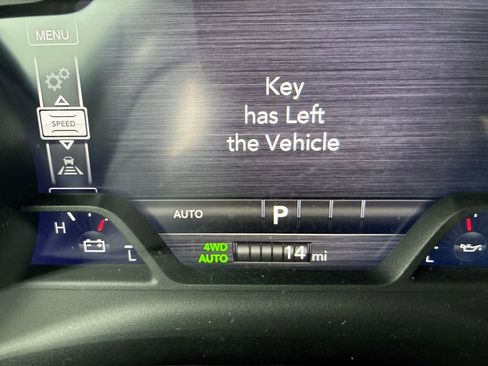 MENU
SPEED
Key
has Left
the Vehicle
AUTO P
H L
4WD
AUTO 14 mi
L